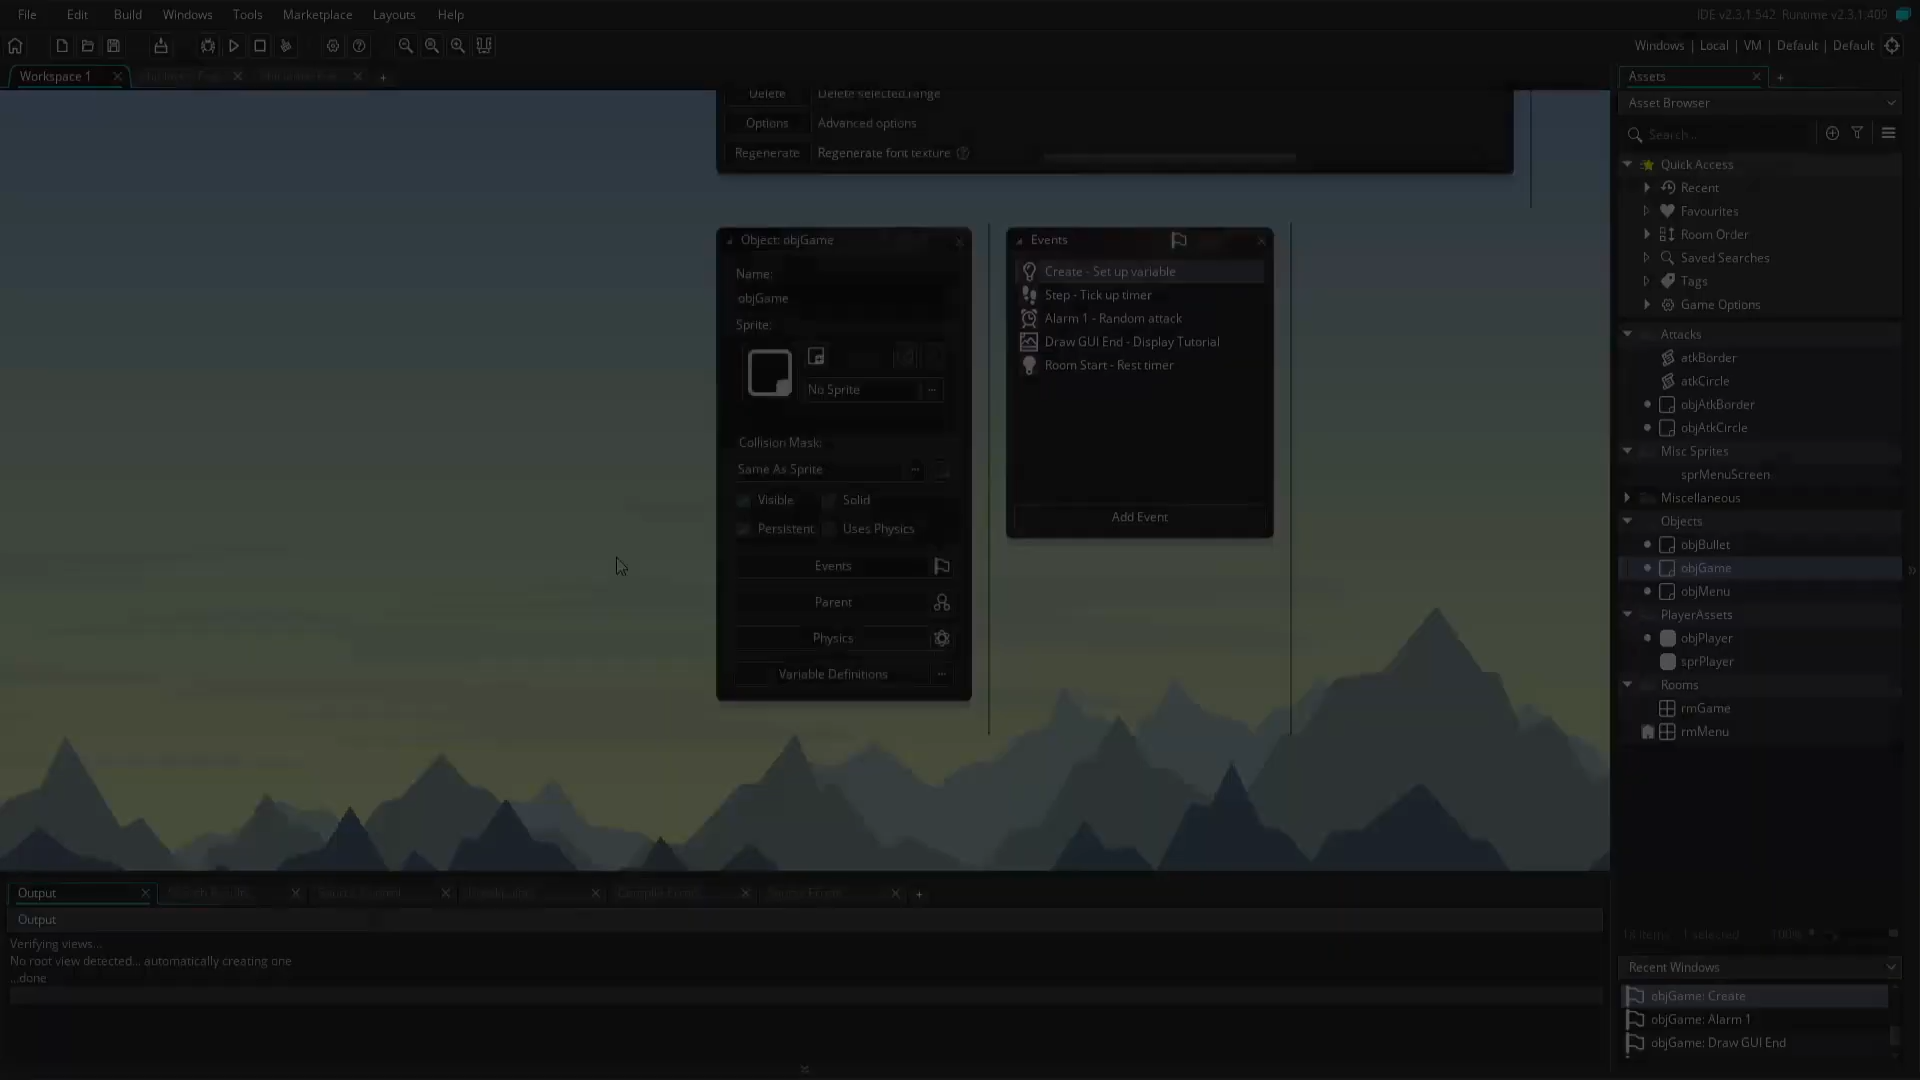 File Edit Build Windows Tools Marketplace Layouts Help
IDE v2.3.1.542 Runtime v2.3.1.409
Windows | Local | VM | Default | Default
Workspace 1
Delete Delete selected range
Options Advanced options
Regenerate Regenerate font texture
Object: objGame
Name:
objGame
Sprite:
No Sprite
Collision Mask:
Same As Sprite
Visible Solid
Persistent Uses Physics
Events
Parent
Physics
Variable Definitions
Events
Create - Set up variable
Step - Tick up timer
Alarm 1 - Random attack
Draw GUI End - Display Tutorial
Room Start - Rest timer
Add Event
Assets
Asset Browser
Search...
Quick Access
Recent
Favourites
Room Order
Saved Searches
Tags
Game Options
Attacks
atkBorder
atkCircle
objAtkBorder
objAtkCircle
Misc Sprites
sprMenuScreen
Miscellaneous
Objects
objBullet
objGame
objMenu
PlayerAssets
objPlayer
sprPlayer
Rooms
rmGame
rmMenu
1 selected 100%
Recent Windows
objGame: Create
objGame: Alarm 1
objGame: Draw GUI End
Output
Output
Verifying views...
No root view detected... automatically creating one
...done